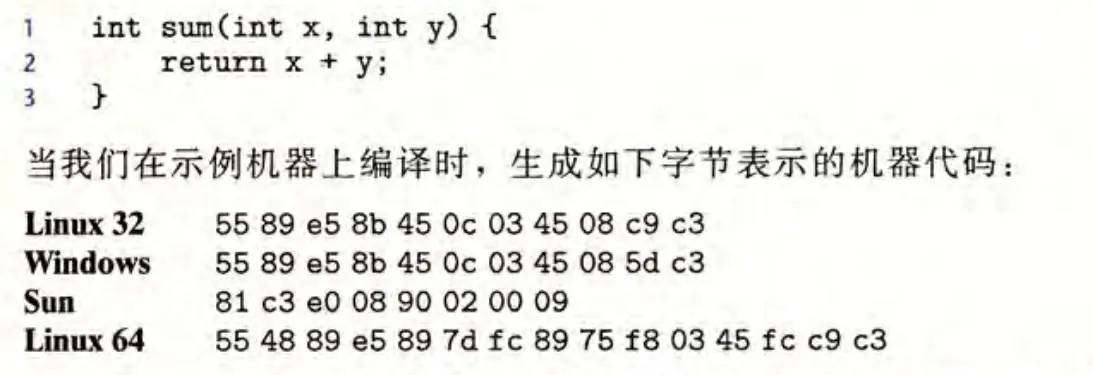 1 int sum(int x, int y) {
2 return x + y;
3 }
当我们在示例机器上编译时，生成如下字节表示的机器代码：
Linux 32 55 89 e5 8b 45 0c 03 45 08 c9 c3
Windows 55 89 e5 8b 45 0c 03 45 08 5d c3
Sun 81 c3 e0 08 90 02 00 09
Linux 64 55 48 89 e5 89 7d fc 89 75 f8 03 45 fc c9 c3